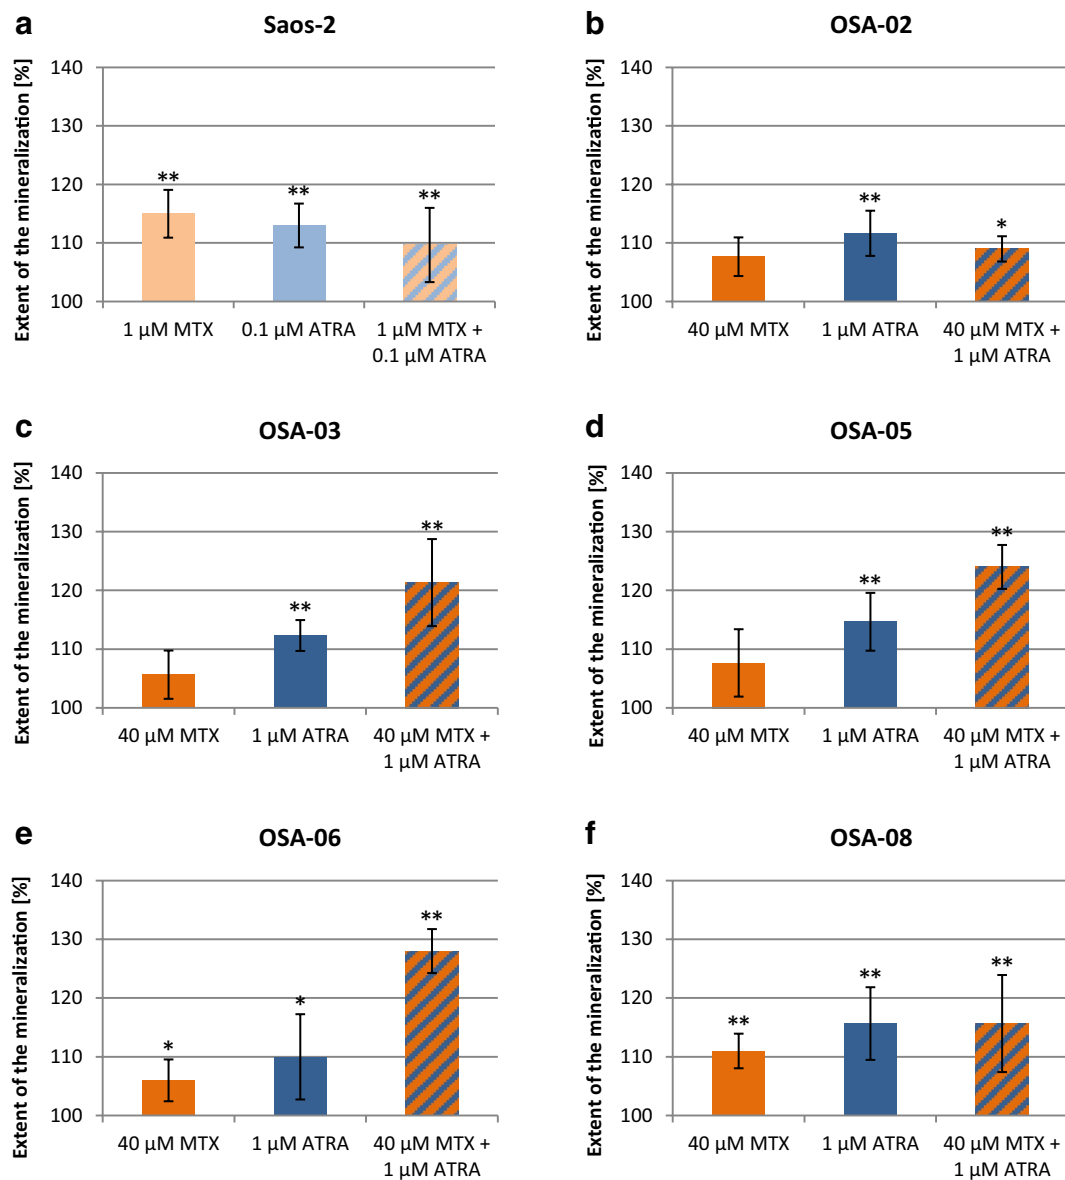 a
Saos-2
Extent of the mineralization [%]
140
130
120
110
100
**
**
**
1 µM MTX
0.1 µM ATRA
1 µM MTX +
0.1 µM ATRA
b
OSA-02
Extent of the mineralization [%]
140
130
120
110
100
**
*
40 µM MTX
1 µM ATRA
40 µM MTX +
1 µM ATRA
c
OSA-03
Extent of the mineralization [%]
140
130
120
110
100
**
**
40 µM MTX
1 µM ATRA
40 µM MTX +
1 µM ATRA
d
OSA-05
Extent of the mineralization [%]
140
130
120
110
100
**
**
40 µM MTX
1 µM ATRA
40 µM MTX +
1 µM ATRA
e
OSA-06
Extent of the mineralization [%]
140
130
120
110
100
*
*
**
40 µM MTX
1 µM ATRA
40 µM MTX +
1 µM ATRA
f
OSA-08
Extent of the mineralization [%]
140
130
120
110
100
**
**
**
40 µM MTX
1 µM ATRA
40 µM MTX +
1 µM ATRA